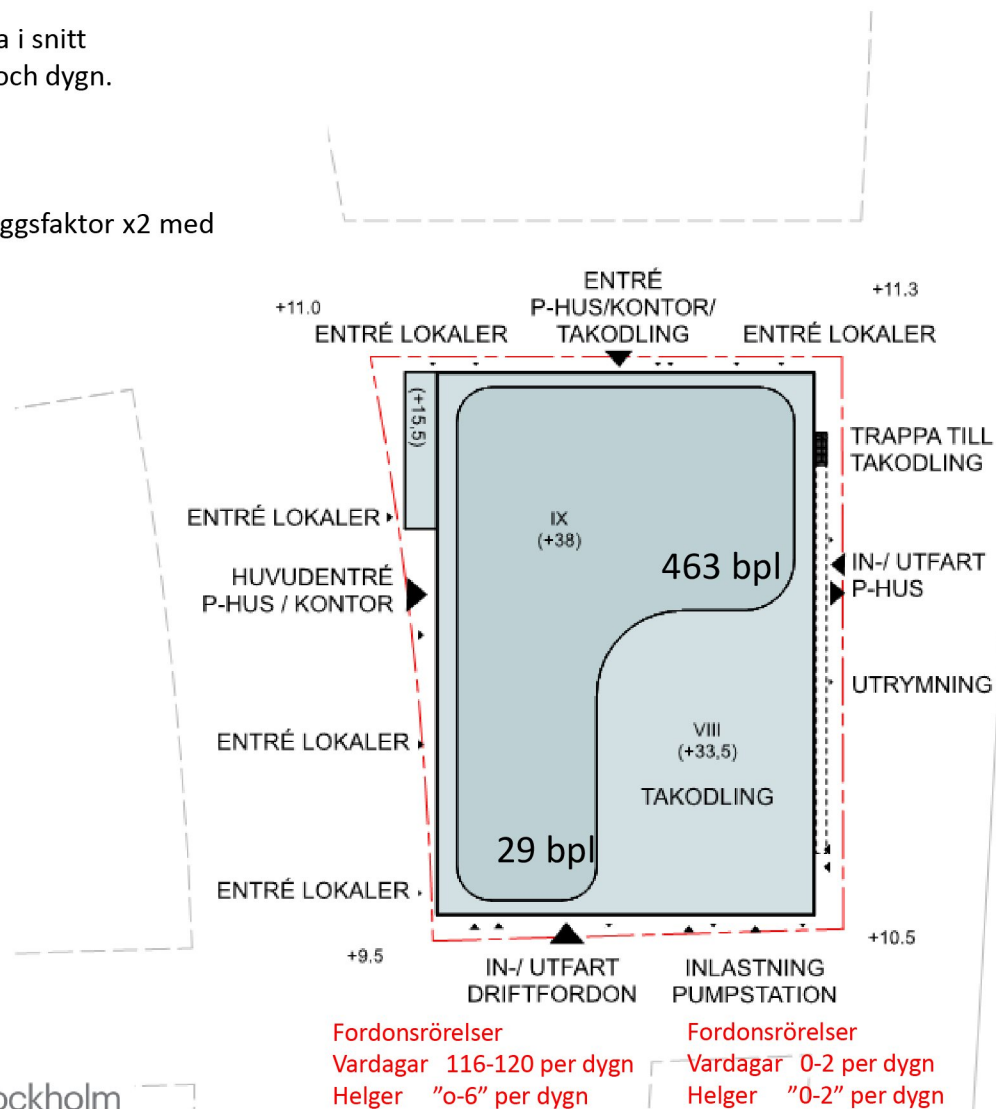 a i snitt
och dygn.
ggsfaktor x2 med
ENTRÉ
P-HUS/KONTOR/
TAKODLING
+11.0
+11.3
ENTRÉ LOKALER
ENTRÉ LOKALER
(+15,5)
TRAPPA TILL
TAKODLING
ENTRÉ LOKALER
IX
(+38)
463 bpl
IN-/ UTFART
P-HUS
HUVUDENTRÉ
P-HUS / KONTOR
UTRYMNING
ENTRÉ LOKALER
VIII
(+33,5)
TAKODLING
29 bpl
ENTRÉ LOKALER
+9.5
+10.5
IN-/ UTFART
DRIFTFORDON
INLASTNING
PUMPSTATION
Fordonsrörelser
Vardagar 116-120 per dygn
Helger "o-6" per dygn
Fordonsrörelser
Vardagar 0-2 per dygn
Helger "0-2" per dygn
ockholm